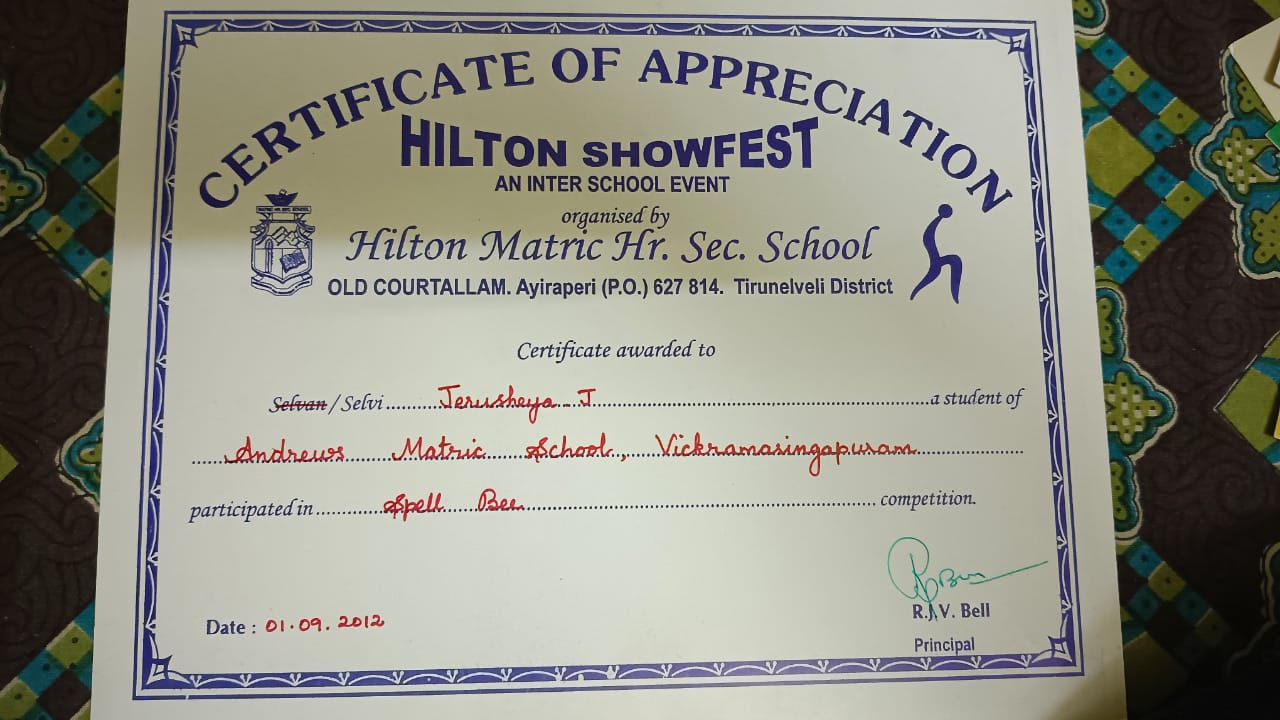 CERTIFICATE OF APPRECIATION
HILTON SHOWFEST
AN INTER SCHOOL EVENT
organised by
Hilton Matric Hr. Sec. School
OLD COURTALLAM. Ayiraperi (P.O.) 627 814. Tirunelveli District
Certificate awarded to
Selvan / Selvi ........ Jerusheya. J ........ a student of
........ Andrews Matric School, Vickramasingapuram ........
participated in ........ Spell Bee ........ competition.
R.J.V. Bell
Date : 01.09.2012
Principal